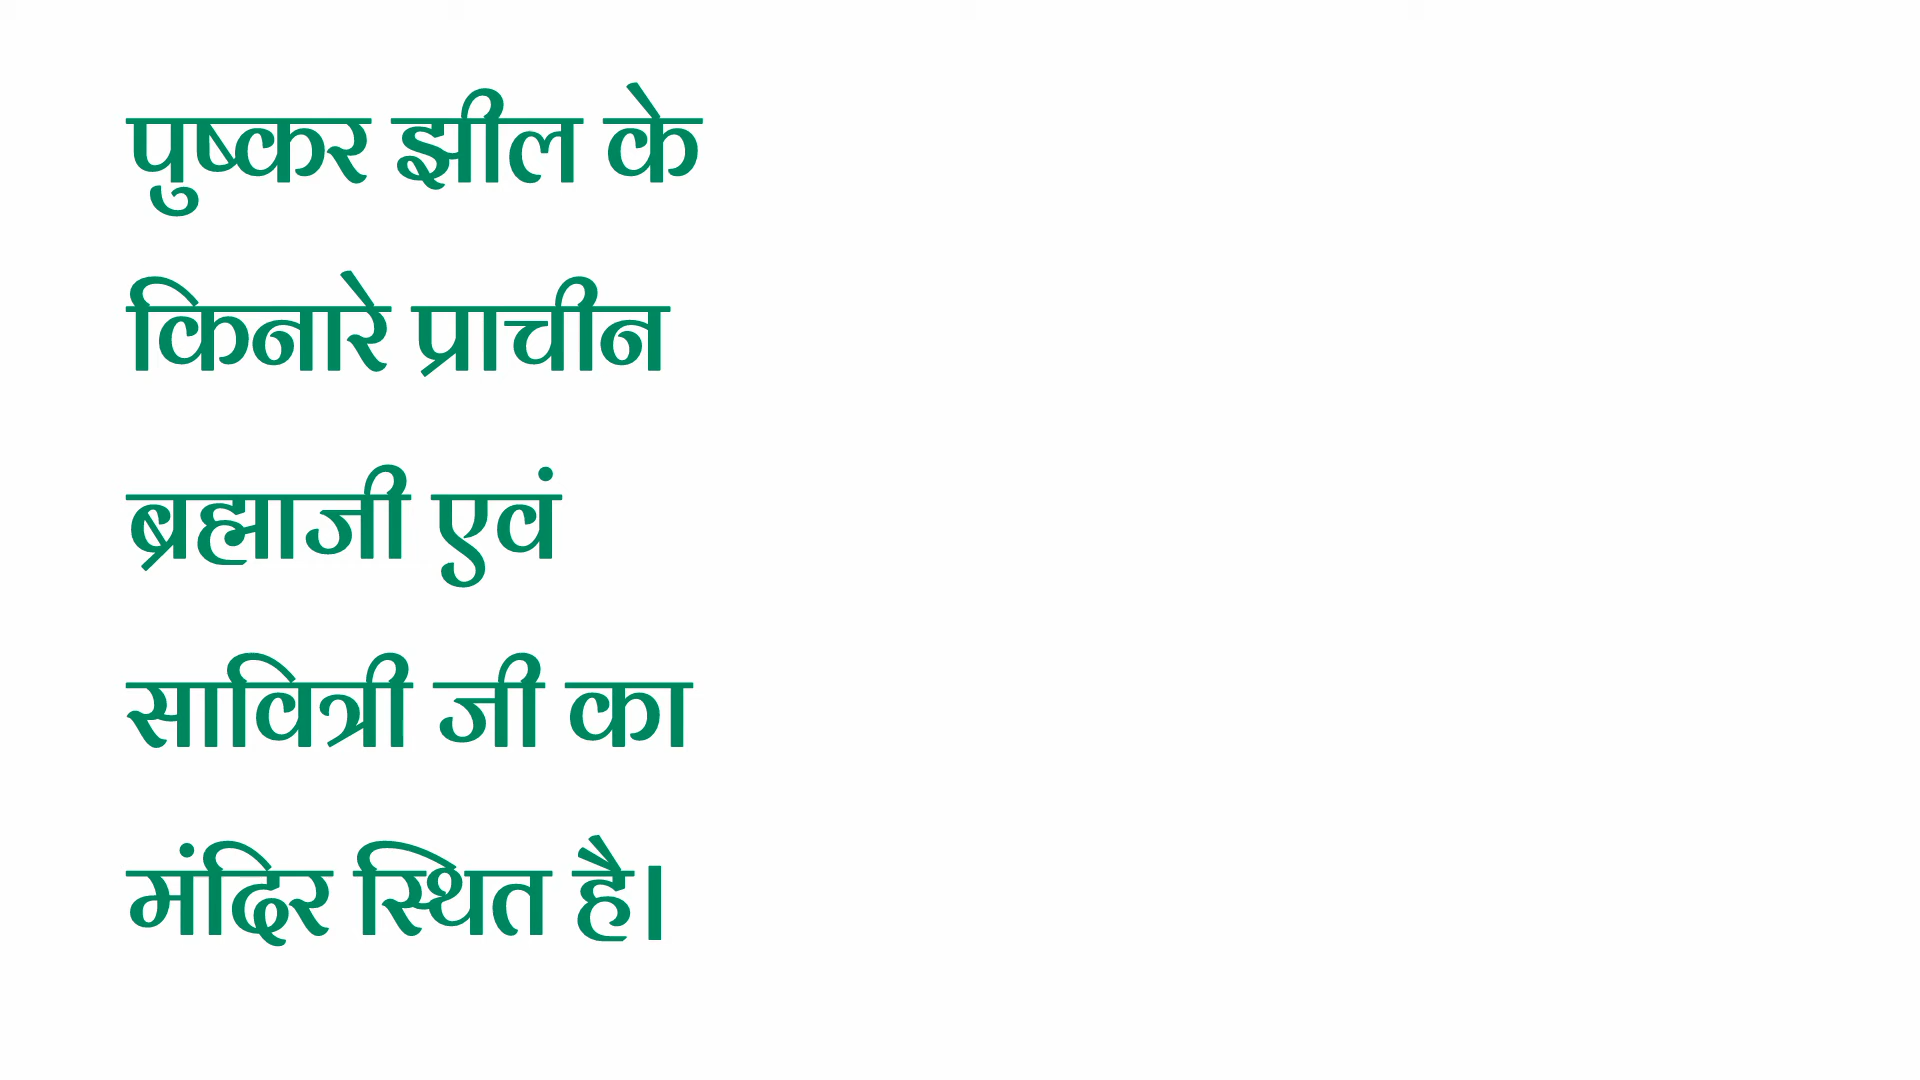 पुष्कर झील के
किनारे प्राचीन
ब्रह्माजी एवं
सावित्री जी का
मंदिर स्थित है।